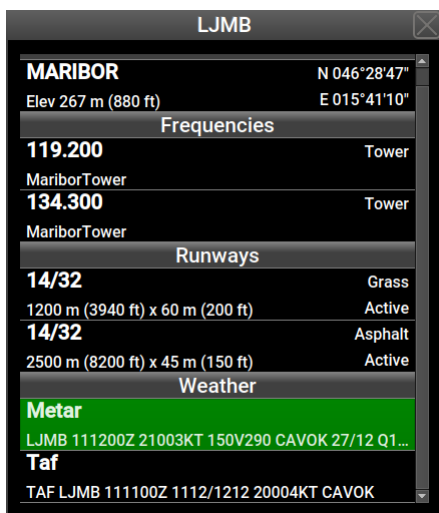 LJMB
MARIBOR N 046°28'47"
Elev 267 m (880 ft) E 015°41'10"
Frequencies
119.200 Tower
MariborTower
134.300 Tower
MariborTower
Runways
14/32 Grass
1200 m (3940 ft) x 60 m (200 ft) Active
14/32 Asphalt
2500 m (8200 ft) x 45 m (150 ft) Active
Weather
Metar
LJMB 111200Z 21003KT 150V290 CAVOK 27/12 Q1...
Taf
TAF LJMB 111100Z 1112/1212 20004KT CAVOK